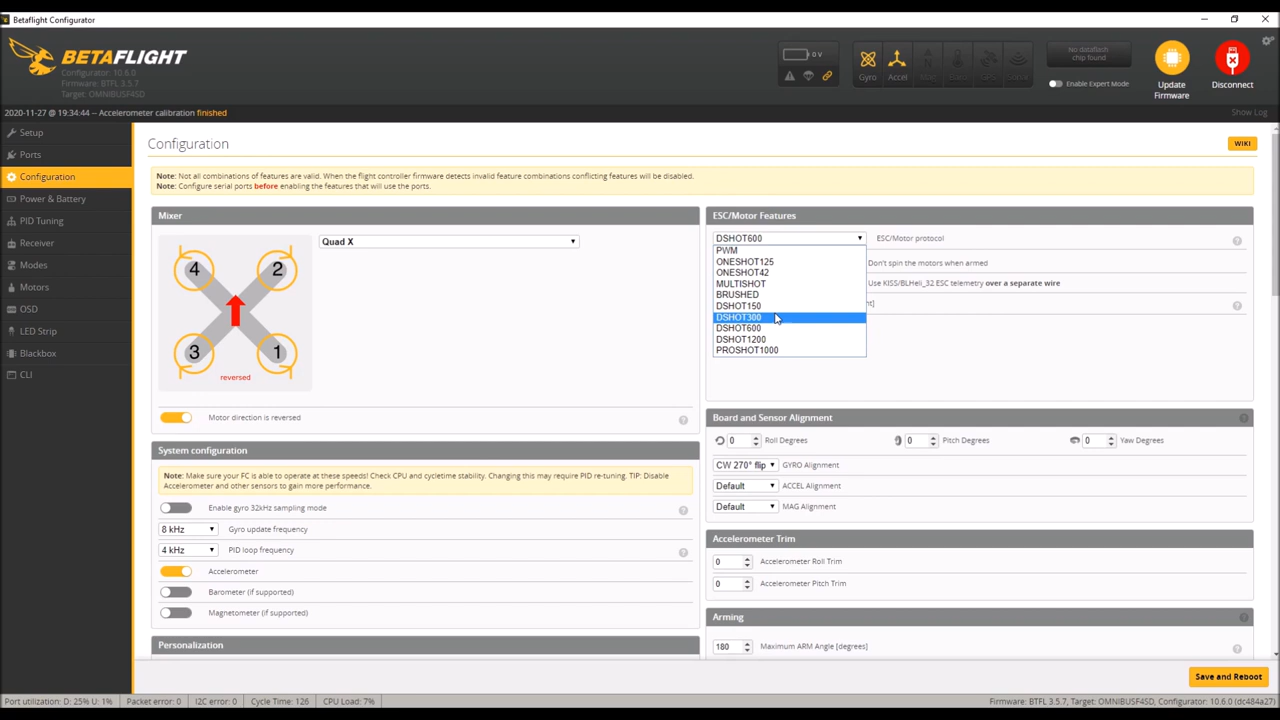 Betaflight Configurator
BETAFLIGHT
Configurator: 10.6.0
Firmware: BTFL 3.5.7
Target: OMNIBUSF4SD
0 V
Gyro
Accel
Mag
Baro
GPS
Sonar
No dataflash
chip found
Enable Expert Mode
Update
Firmware
Disconnect
2020-11-27 @ 19:34:44 -- Accelerometer calibration finished
Show Log
Setup
Ports
Configuration
Power & Battery
PID Tuning
Receiver
Modes
Motors
OSD
LED Strip
Blackbox
CLI
Configuration
WIKI
Note: Not all combinations of features are valid. When the flight controller firmware detects invalid feature combinations conflicting features will be disabled.
Note: Configure serial ports before enabling the features that will use the ports.
Mixer
Quad X
4
2
3
1
reversed
Motor direction is reversed
System configuration
Note: Make sure your FC is able to operate at these speeds! Check CPU and cycletime stability. Changing this may require PID re-tuning. TIP: Disable
Accelerometer and other sensors to gain more performance.
Enable gyro 32kHz sampling mode
8 kHz
Gyro update frequency
4 kHz
PID loop frequency
Accelerometer
Barometer (if supported)
Magnetometer (if supported)
Personalization
ESC/Motor Features
DSHOT600
ESC/Motor protocol
PWM
ONESHOT125
ONESHOT42
MULTISHOT
BRUSHED
DSHOT150
DSHOT300
DSHOT600
DSHOT1200
PROSHOT1000
Don't spin the motors when armed
Use KISS/BLHeli_32 ESC telemetry over a separate wire
Board and Sensor Alignment
0
Roll Degrees
0
Pitch Degrees
0
Yaw Degrees
CW 270° flip
GYRO Alignment
Default
ACCEL Alignment
Default
MAG Alignment
Accelerometer Trim
0
Accelerometer Roll Trim
0
Accelerometer Pitch Trim
Arming
180
Maximum ARM Angle [degrees]
Save and Reboot
Port utilization: D: 25% U: 1%
Packet error: 0
I2C error: 0
Cycle Time: 126
CPU Load: 7%
Firmware: BTFL 3.5.7, Target: OMNIBUSF4SD, Configurator: 10.6.0 (dc484a27)